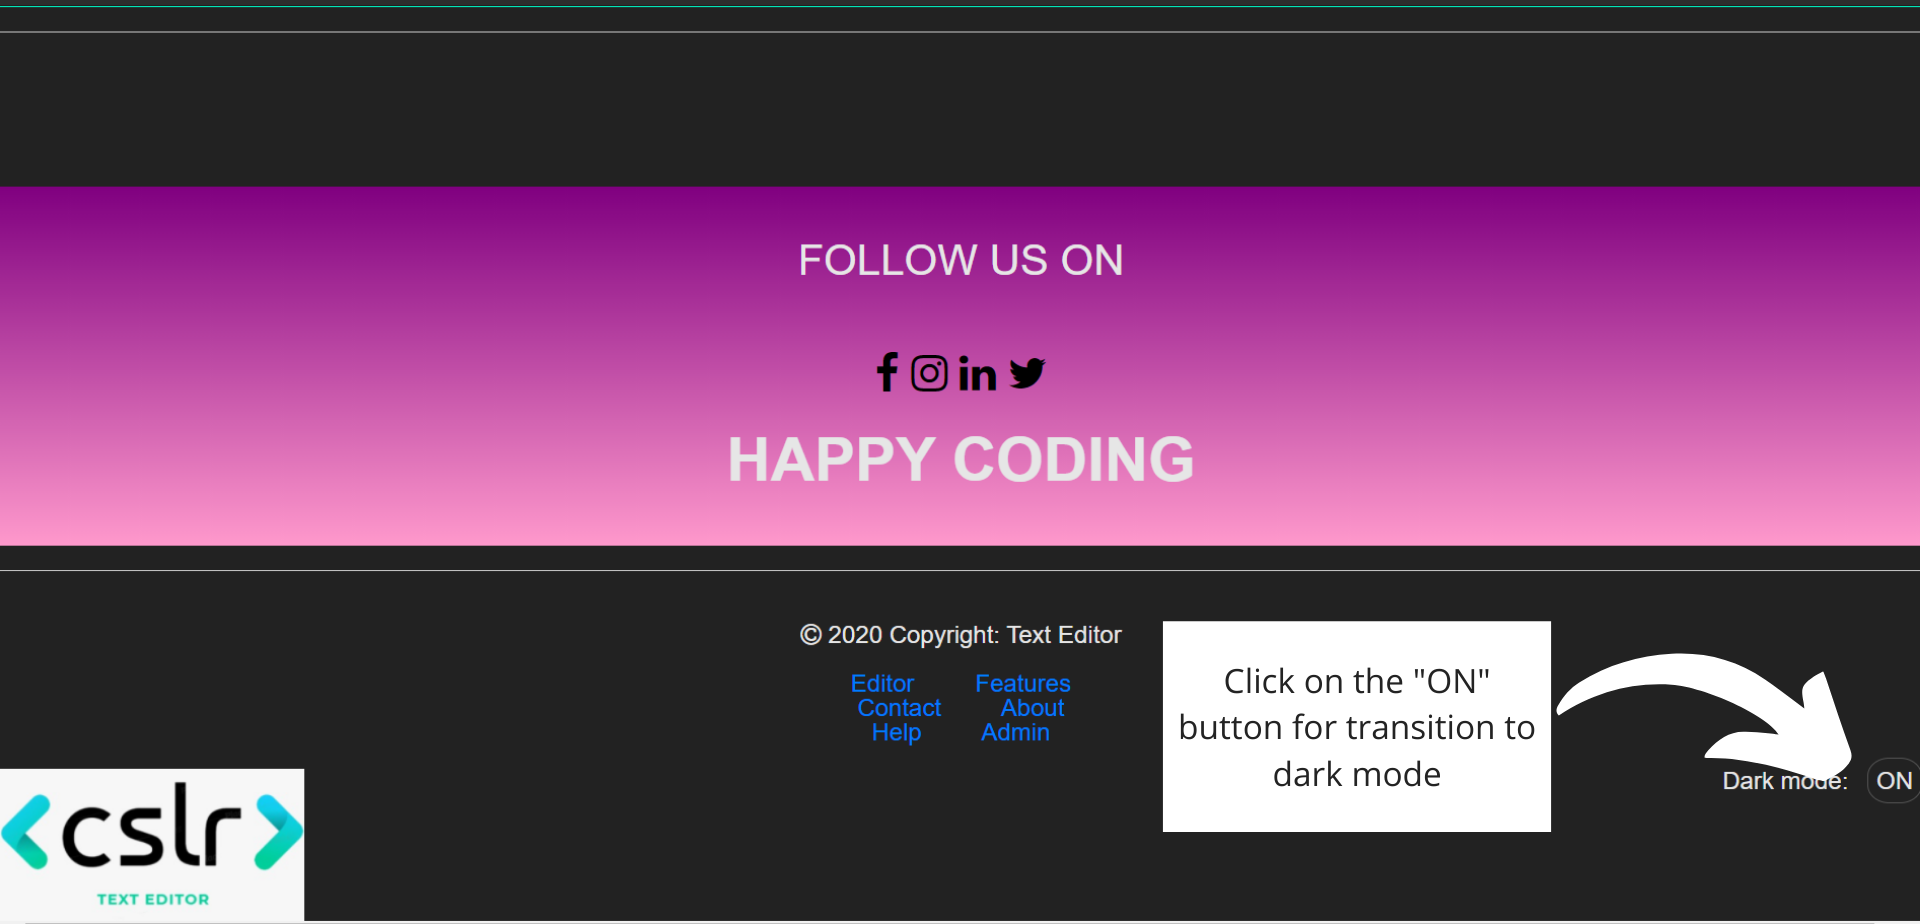 FOLLOW US ON
HAPPY CODING
© 2020 Copyright: Text Editor
Editor Features
Contact About
Help Admin
Click on the "ON"
button for transition to
dark mode
Dark mode: ON
cslr
TEXT EDITOR